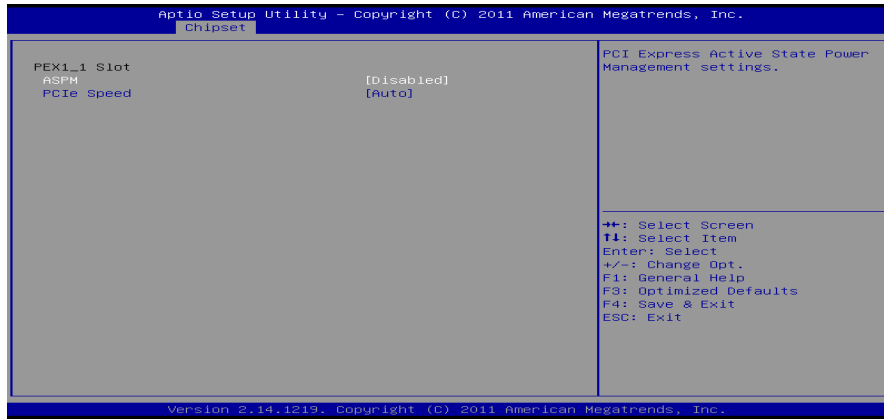 Aptio Setup Utility – Copyright (C) 2011 American Megatrends, Inc.
Chipset
PEX1_1 Slot
ASPM [Disabled]
PCIe Speed [Auto]
PCI Express Active State Power
Management settings.
→←: Select Screen
↑↓: Select Item
Enter: Select
+/-: Change Opt.
F1: General Help
F3: Optimized Defaults
F4: Save & Exit
ESC: Exit
Version 2.14.1219. Copyright (C) 2011 American Megatrends, Inc.